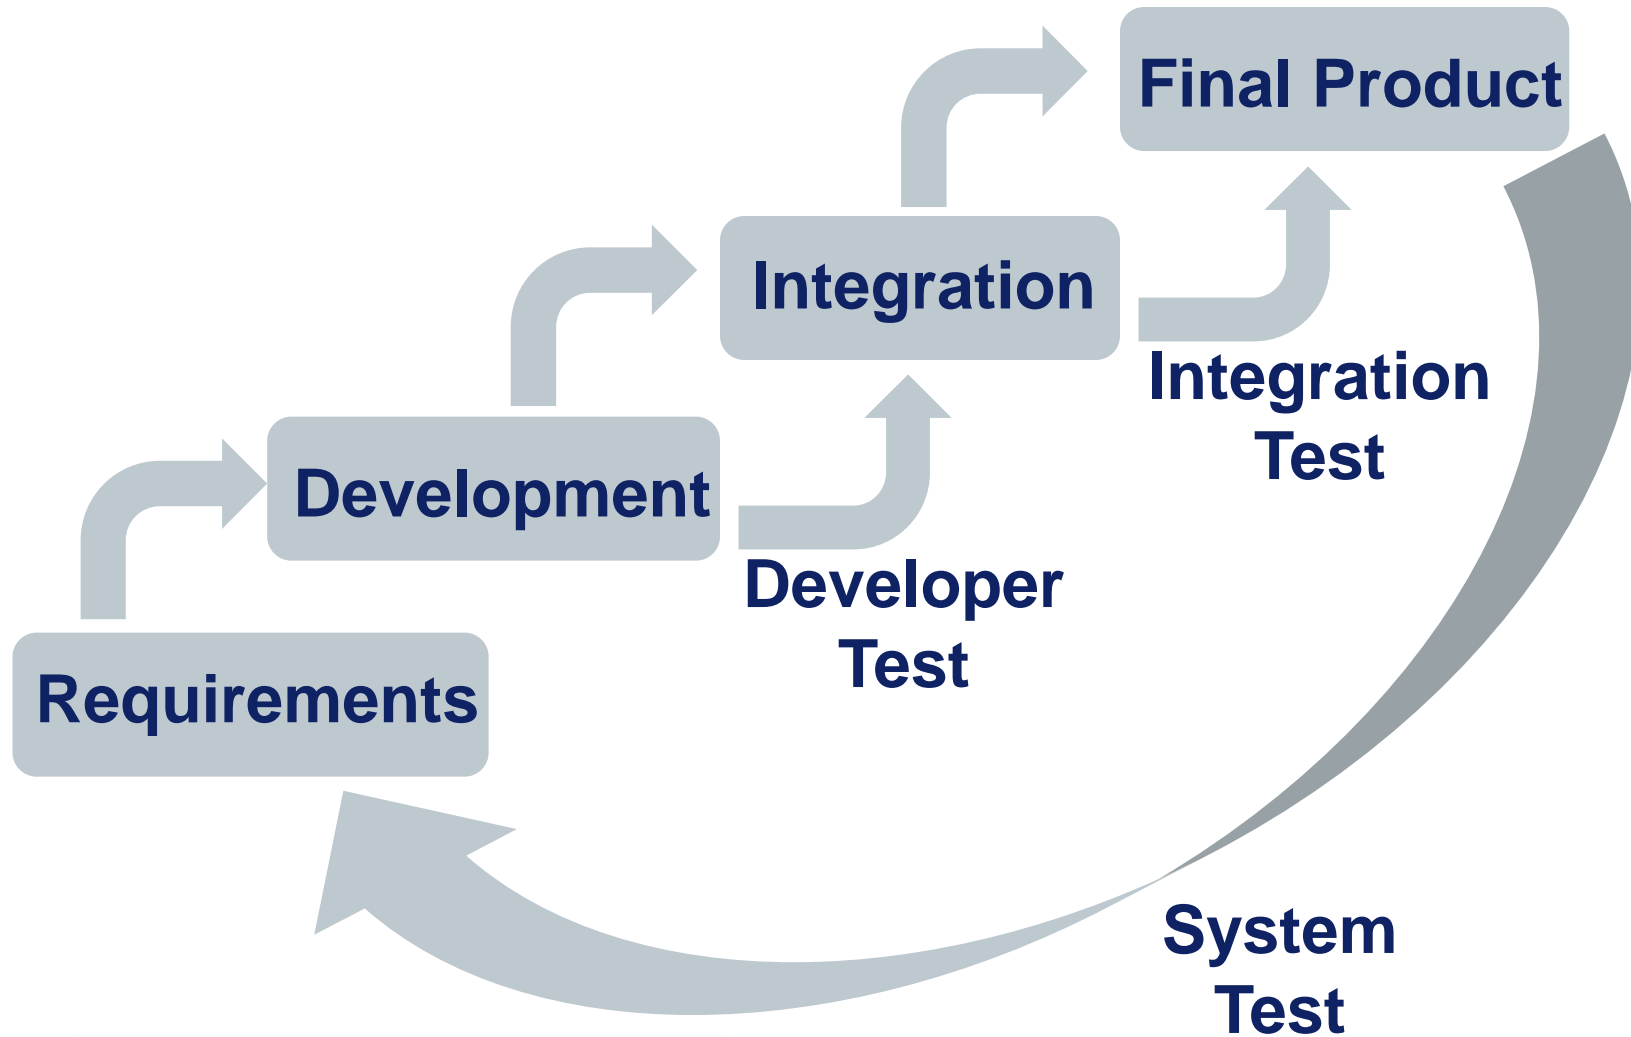 Final Product
Integration
Integration
Test
Development
Developer
Test
Requirements
System
Test